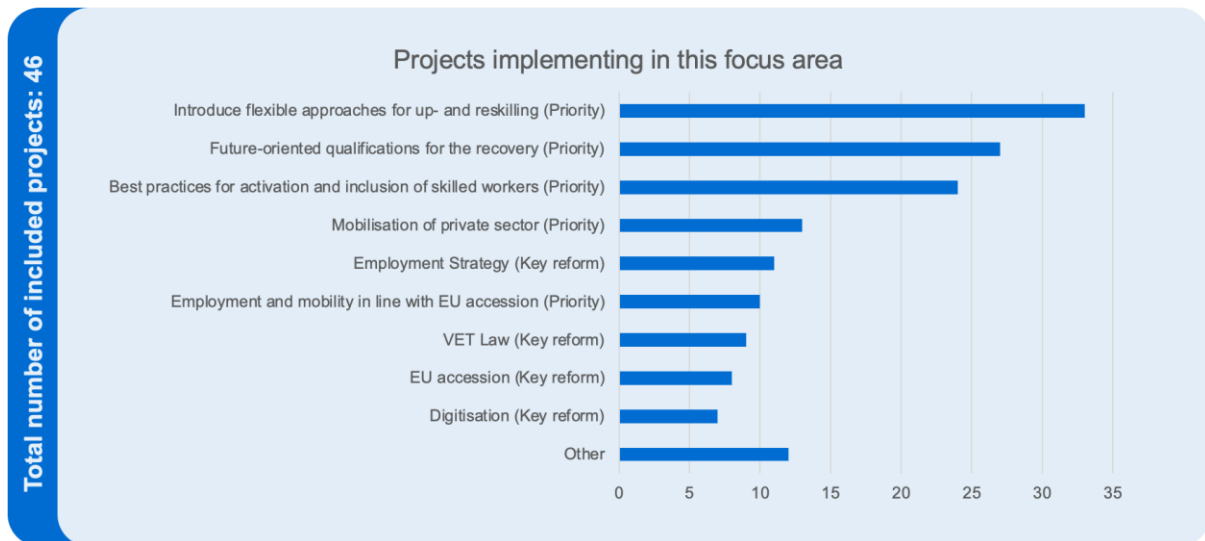 Total number of included projects: 46
Projects implementing in this focus area
Introduce flexible approaches for up- and reskilling (Priority)
Future-oriented qualifications for the recovery (Priority)
Best practices for activation and inclusion of skilled workers (Priority)
Mobilisation of private sector (Priority)
Employment Strategy (Key reform)
Employment and mobility in line with EU accession (Priority)
VET Law (Key reform)
EU accession (Key reform)
Digitisation (Key reform)
Other
0 5 10 15 20 25 30 35